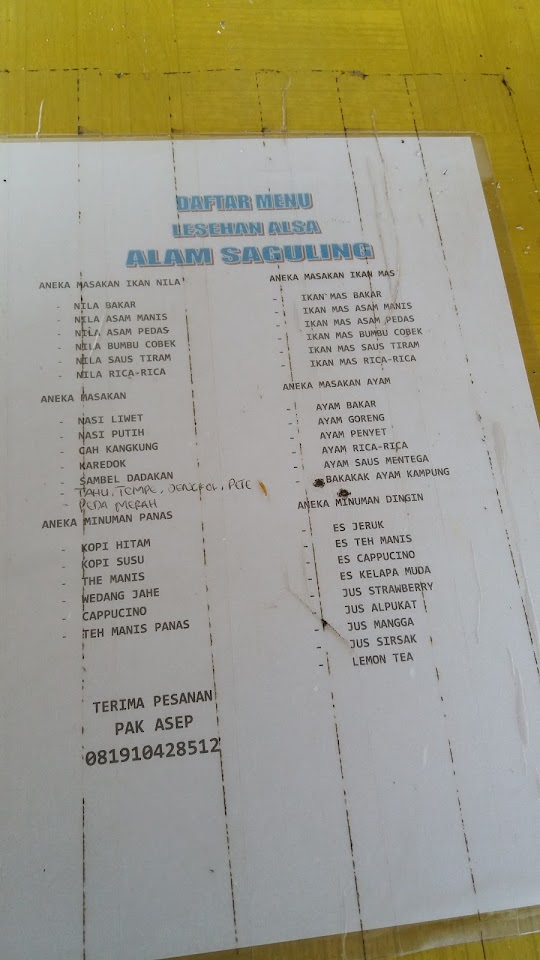 DAFTAR MENU
LESEHAN ALSA
ALAM SAGULING
ANEKA MASAKAN IKAN NILA
- NILA BAKAR
- NILA ASAM MANIS
- NILA ASAM PEDAS
- NILA BUMBU COBEK
- NILA SAUS TIRAM
- NILA RICA-RICA
ANEKA MASAKAN
- NASI LIWET
- NASI PUTIH
- CAH KANGKUNG
- KAREDOK
- SAMBEL DADAKAN
- TAHU, TEMPE, JENGKOL, PETE
- PEDA MERAH
ANEKA MINUMAN PANAS
- KOPI HITAM
- KOPI SUSU
- THE MANIS
- WEDANG JAHE
- CAPPUCINO
- TEH MANIS PANAS
ANEKA MASAKAN IKAN MAS
- IKAN MAS BAKAR
- IKAN MAS ASAM MANIS
- IKAN MAS ASAM PEDAS
- IKAN MAS BUMBU COBEK
- IKAN MAS SAUS TIRAM
- IKAN MAS RICA-RICA
ANEKA MASAKAN AYAM
- AYAM BAKAR
- AYAM GORENG
- AYAM PENYET
- AYAM RICA-RICA
- AYAM SAUS MENTEGA
- BAKAKAK AYAM KAMPUNG
ANEKA MINUMAN DINGIN
- ES JERUK
- ES TEH MANIS
- ES CAPPUCINO
- ES KELAPA MUDA
- JUS STRAWBERRY
- JUS ALPUKAT
- JUS MANGGA
- JUS SIRSAK
- LEMON TEA
TERIMA PESANAN
PAK ASEP
081910428512